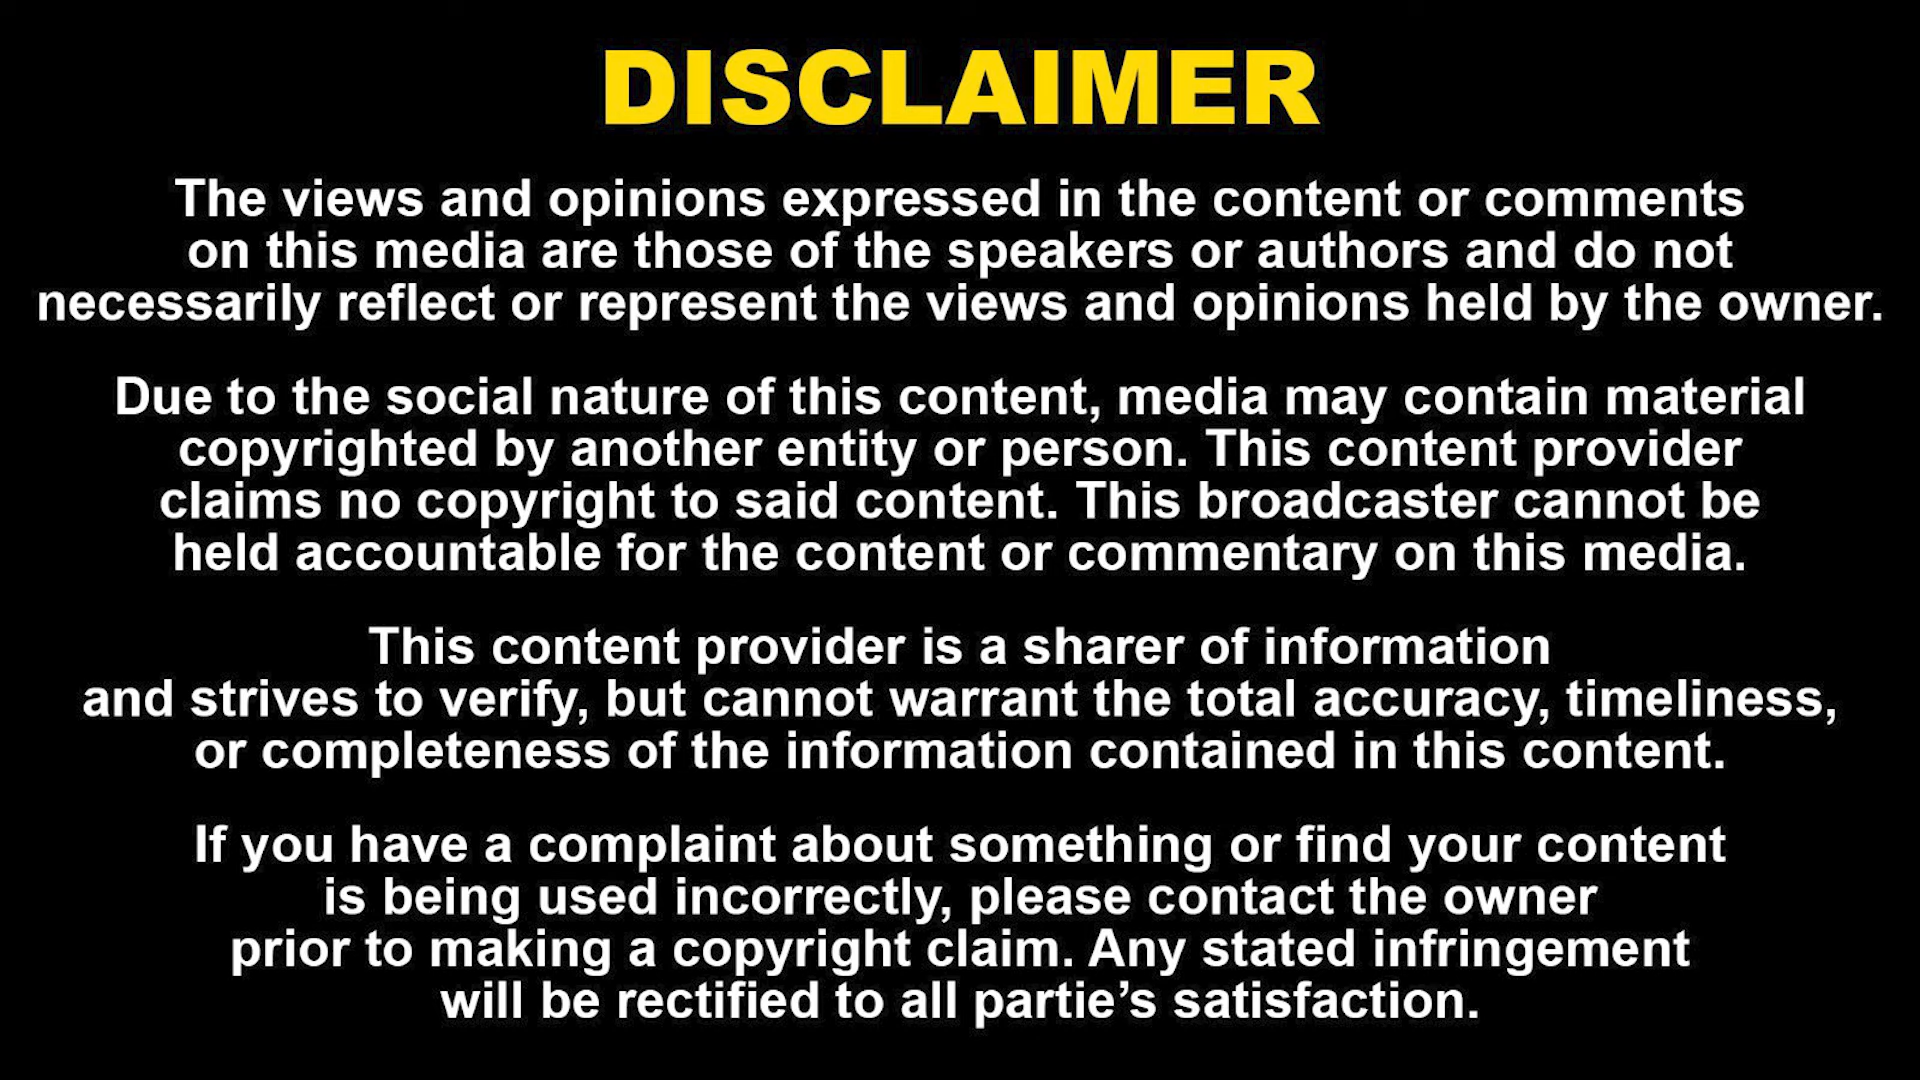 DISCLAIMER
The views and opinions expressed in the content or comments
on this media are those of the speakers or authors and do not
necessarily reflect or represent the views and opinions held by the owner.
Due to the social nature of this content, media may contain material
copyrighted by another entity or person. This content provider
claims no copyright to said content. This broadcaster cannot be
held accountable for the content or commentary on this media.
This content provider is a sharer of information
and strives to verify, but cannot warrant the total accuracy, timeliness,
or completeness of the information contained in this content.
If you have a complaint about something or find your content
is being used incorrectly, please contact the owner
prior to making a copyright claim. Any stated infringement
will be rectified to all partie’s satisfaction.